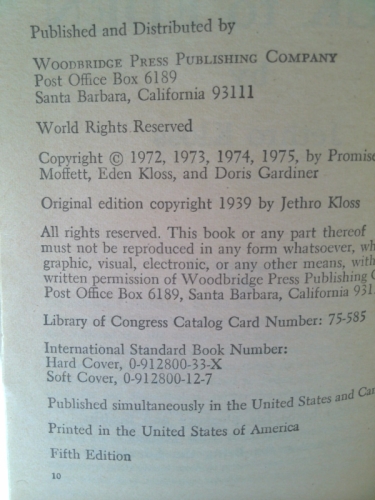 Published and Distributed by
WOODBRIDGE PRESS PUBLISHING COMPANY
Post Office Box 6189
Santa Barbara, California 93111
World Rights Reserved
Copyright © 1972, 1973, 1974, 1975, by Promise
Moffett, Eden Kloss, and Doris Gardiner
Original edition copyright 1939 by Jethro Kloss
All rights reserved. This book or any part thereof
must not be reproduced in any form whatsoever,
graphic, visual, electronic, or any other means,
written permission of Woodbridge Press Publishing
Post Office Box 6189, Santa Barbara, California
Library of Congress Catalog Card Number: 75-585
International Standard Book Number:
Hard Cover, 0-912800-33-X
Soft Cover, 0-912800-12-7
Published simultaneously in the United States and
Printed in the United States of America
Fifth Edition
10